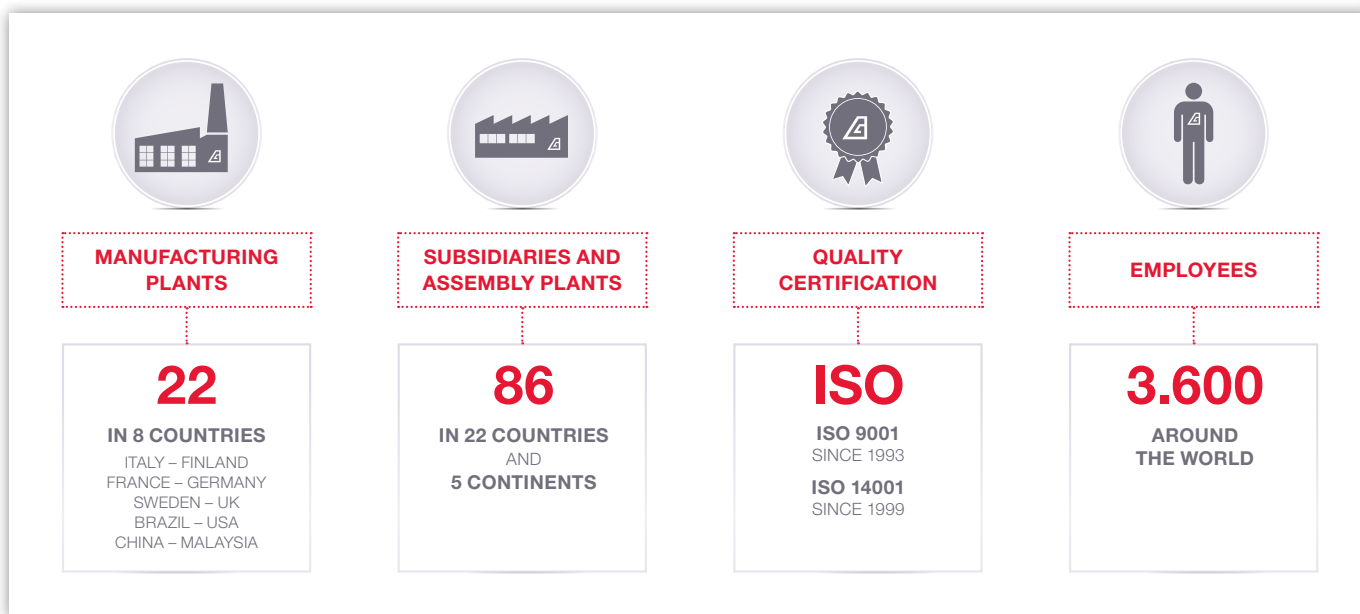 MANUFACTURING
PLANTS
22
IN 8 COUNTRIES
ITALY – FINLAND
FRANCE – GERMANY
SWEDEN – UK
BRAZIL – USA
CHINA – MALAYSIA
SUBSIDIARIES AND
ASSEMBLY PLANTS
86
IN 22 COUNTRIES
AND
5 CONTINENTS
QUALITY
CERTIFICATION
ISO
ISO 9001
SINCE 1993
ISO 14001
SINCE 1999
EMPLOYEES
3.600
AROUND
THE WORLD